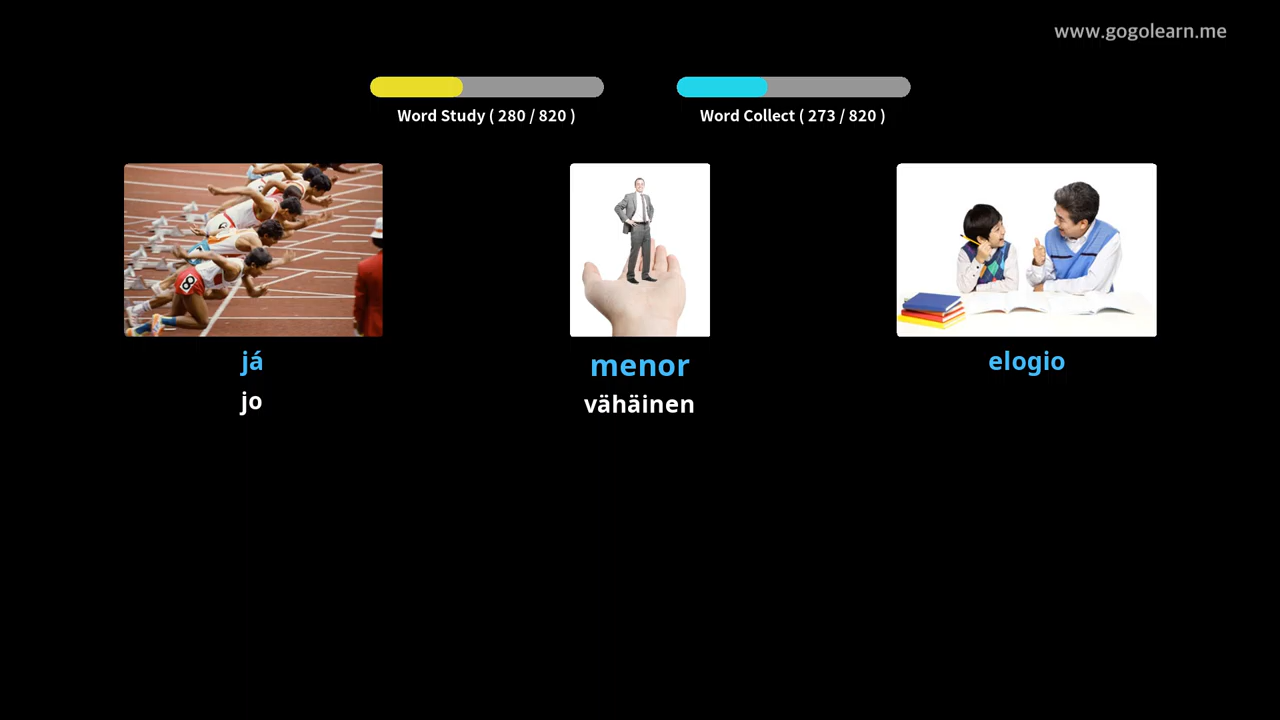 www.gogolearn.me
Word Study ( 280 / 820 )
Word Collect ( 273 / 820 )
já
jo
menor
vähäinen
elogio
8